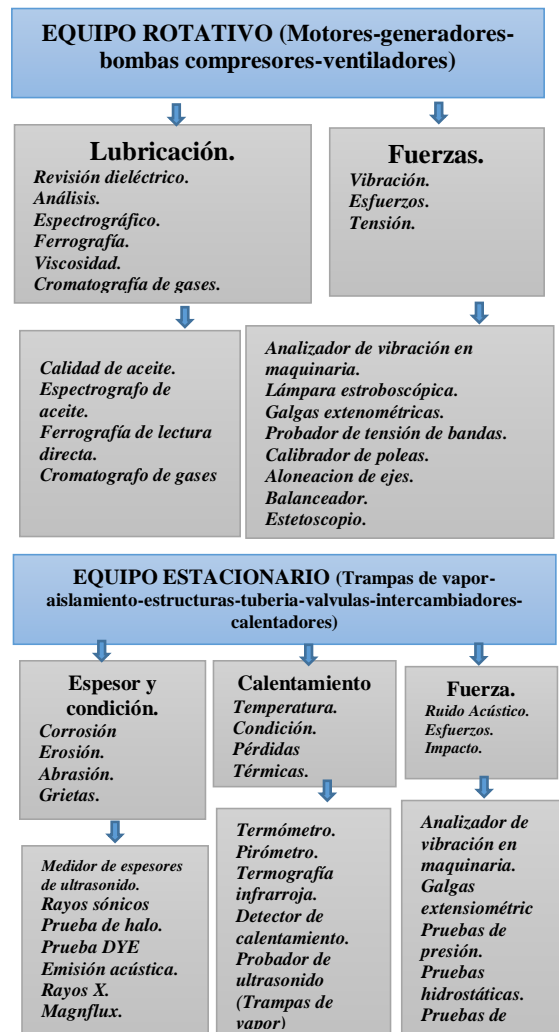 EQUIPO ROTATIVO (Motores-generadores-
bombas compresores-ventiladores)
Lubricación.
Revisión dieléctrico.
Análisis.
Espectrográfico.
Ferrografía.
Viscosidad.
Cromatografía de gases.
Fuerzas.
Vibración.
Esfuerzos.
Tensión.
Calidad de aceite.
Espectrografo de
aceite.
Ferrografía de lectura
directa.
Cromatografo de gases
Analizador de vibración en
maquinaria.
Lámpara estroboscópica.
Galgas extenométricas.
Probador de tensión de bandas.
Calibrador de poleas.
Aloneacion de ejes.
Balanceador.
Estetoscopio.
EQUIPO ESTACIONARIO (Trampas de vapor-
aislamiento-estructuras-tuberia-valvulas-intercambiadores-
calentadores)
Espesor y
condición.
Corrosión
Erosión.
Abrasión.
Grietas.
Calentamiento
Temperatura.
Condición.
Pérdidas
Térmicas.
Fuerza.
Ruido Acústico.
Esfuerzos.
Impacto.
Medidor de espesores
de ultrasonido.
Rayos sónicos
Prueba de halo.
Prueba DYE
Emisión acústica.
Rayos X.
Magnflux.
Termómetro.
Pirómetro.
Termografía
infrarroja.
Detector de
calentamiento.
Probador de
ultrasonido
(Trampas de
vapor)
Analizador de
vibración en
maquinaria.
Galgas
extensiométric
Pruebas de
presión.
Pruebas
hidrostáticas.
Pruebas de